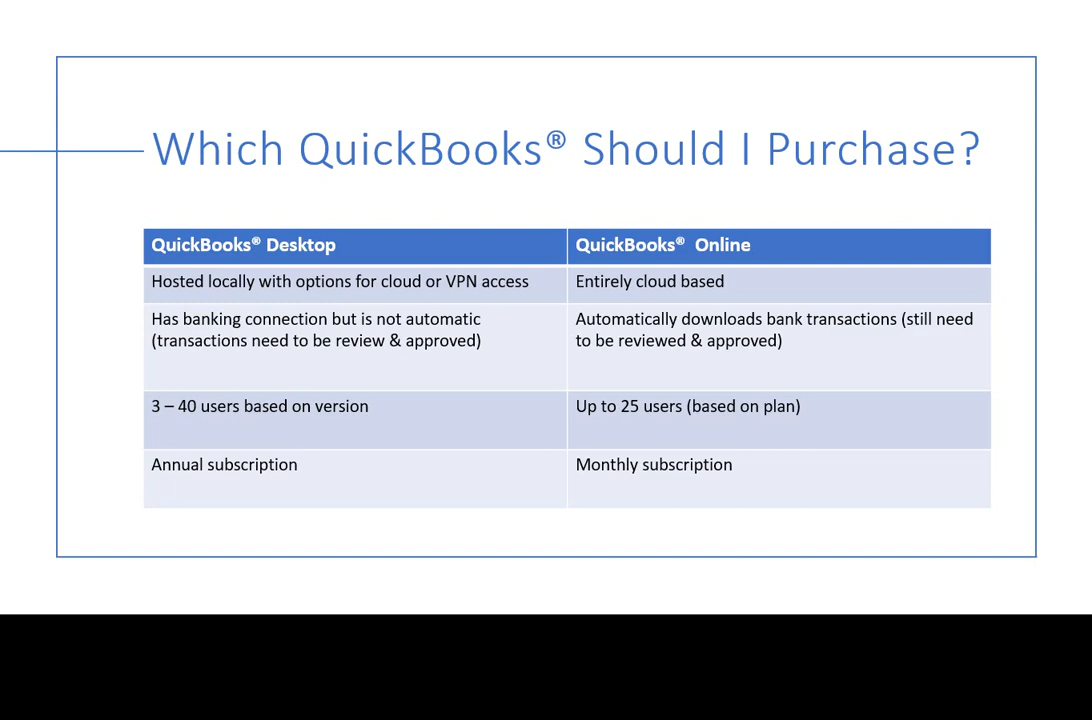 Which QuickBooks® Should I Purchase?
QuickBooks® Desktop
QuickBooks® Online
Hosted locally with options for cloud or VPN access
Entirely cloud based
Has banking connection but is not automatic
(transactions need to be review & approved)
Automatically downloads bank transactions (still need
to be reviewed & approved)
3 – 40 users based on version
Up to 25 users (based on plan)
Annual subscription
Monthly subscription